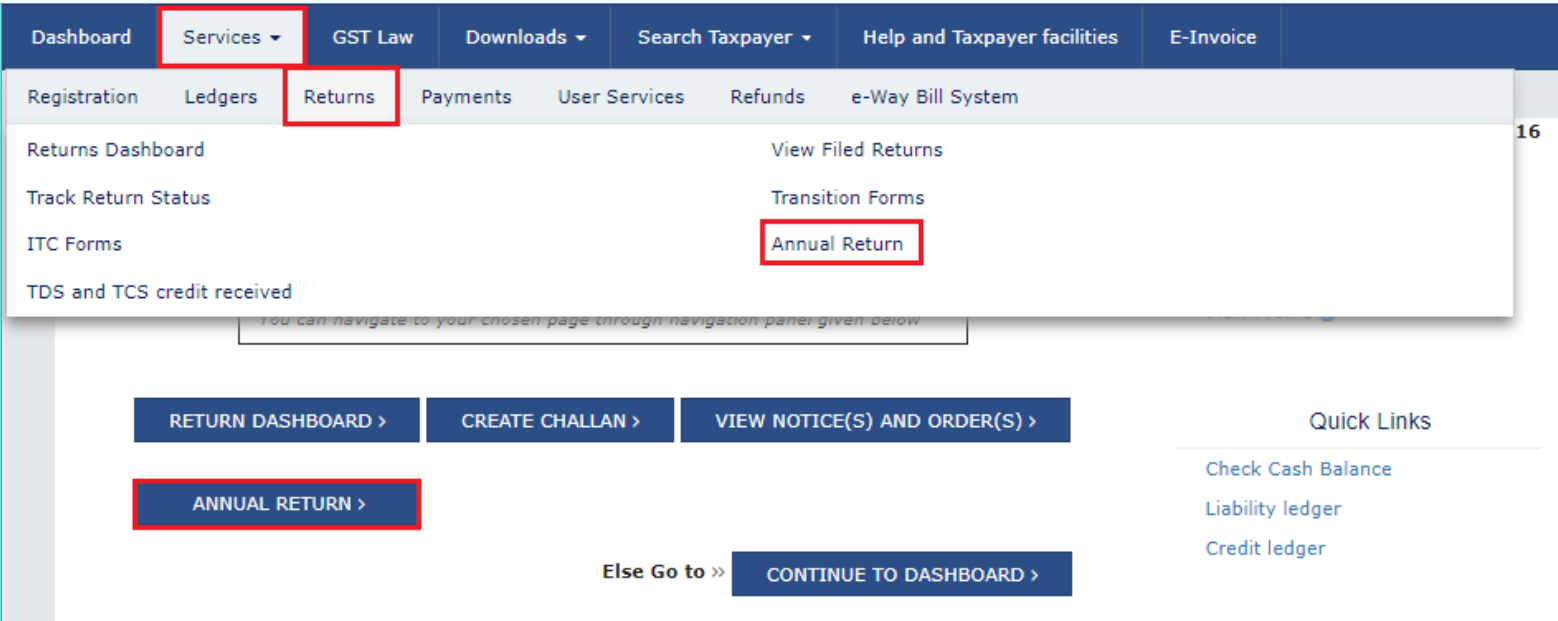 Dashboard Services GST Law Downloads Search Taxpayer Help and Taxpayer facilities E-Invoice
Registration Ledgers Returns Payments User Services Refunds e-Way Bill System
16
Returns Dashboard View Filed Returns
Track Return Status Transition Forms
ITC Forms Annual Return
TDS and TCS credit received
You can navigate to your chosen page through navigation panel given below
RETURN DASHBOARD > CREATE CHALLAN > VIEW NOTICE(S) AND ORDER(S) >
Quick Links
Check Cash Balance
ANNUAL RETURN >
Liability ledger
Credit ledger
Else Go to » CONTINUE TO DASHBOARD >